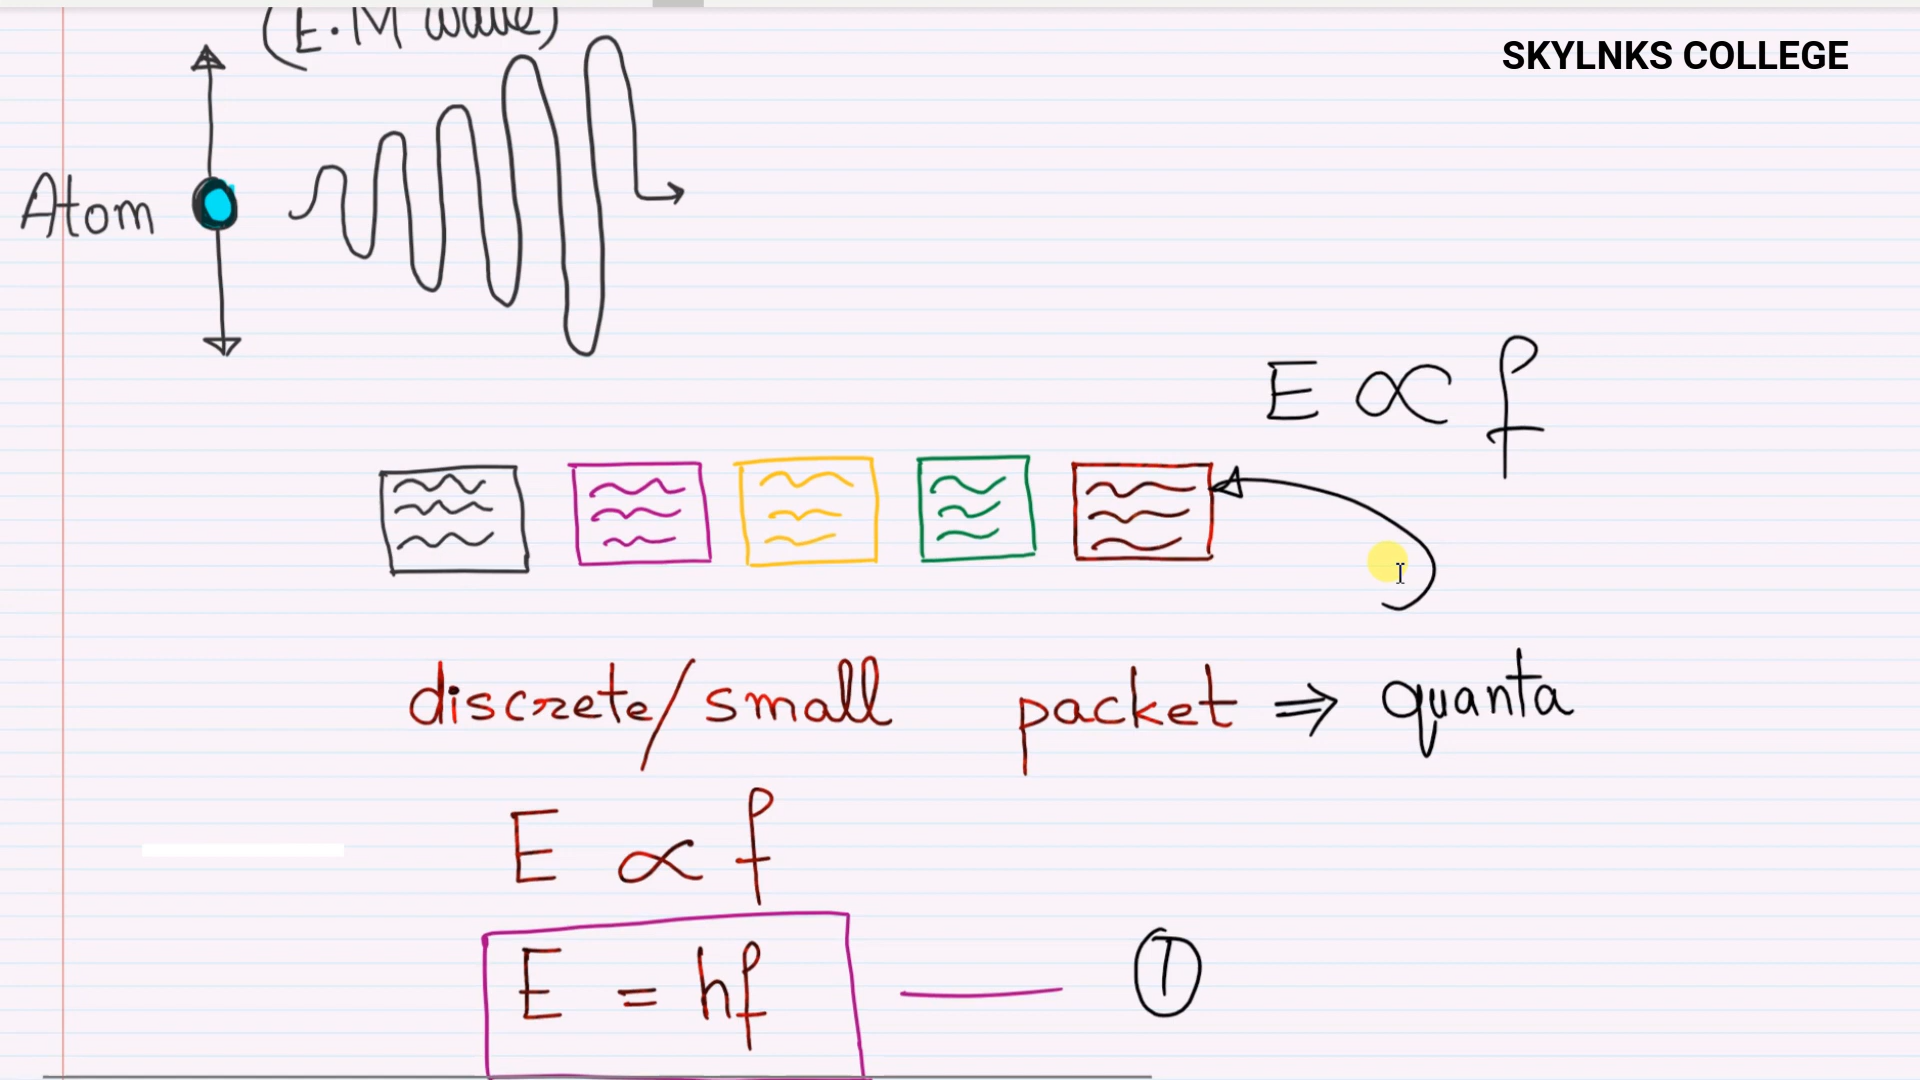 (E.M wave)
SKYLNKS COLLEGE
Atom
E ∝ f
discrete/small packet ⇒ quanta
E ∝ f
E = hf — ①